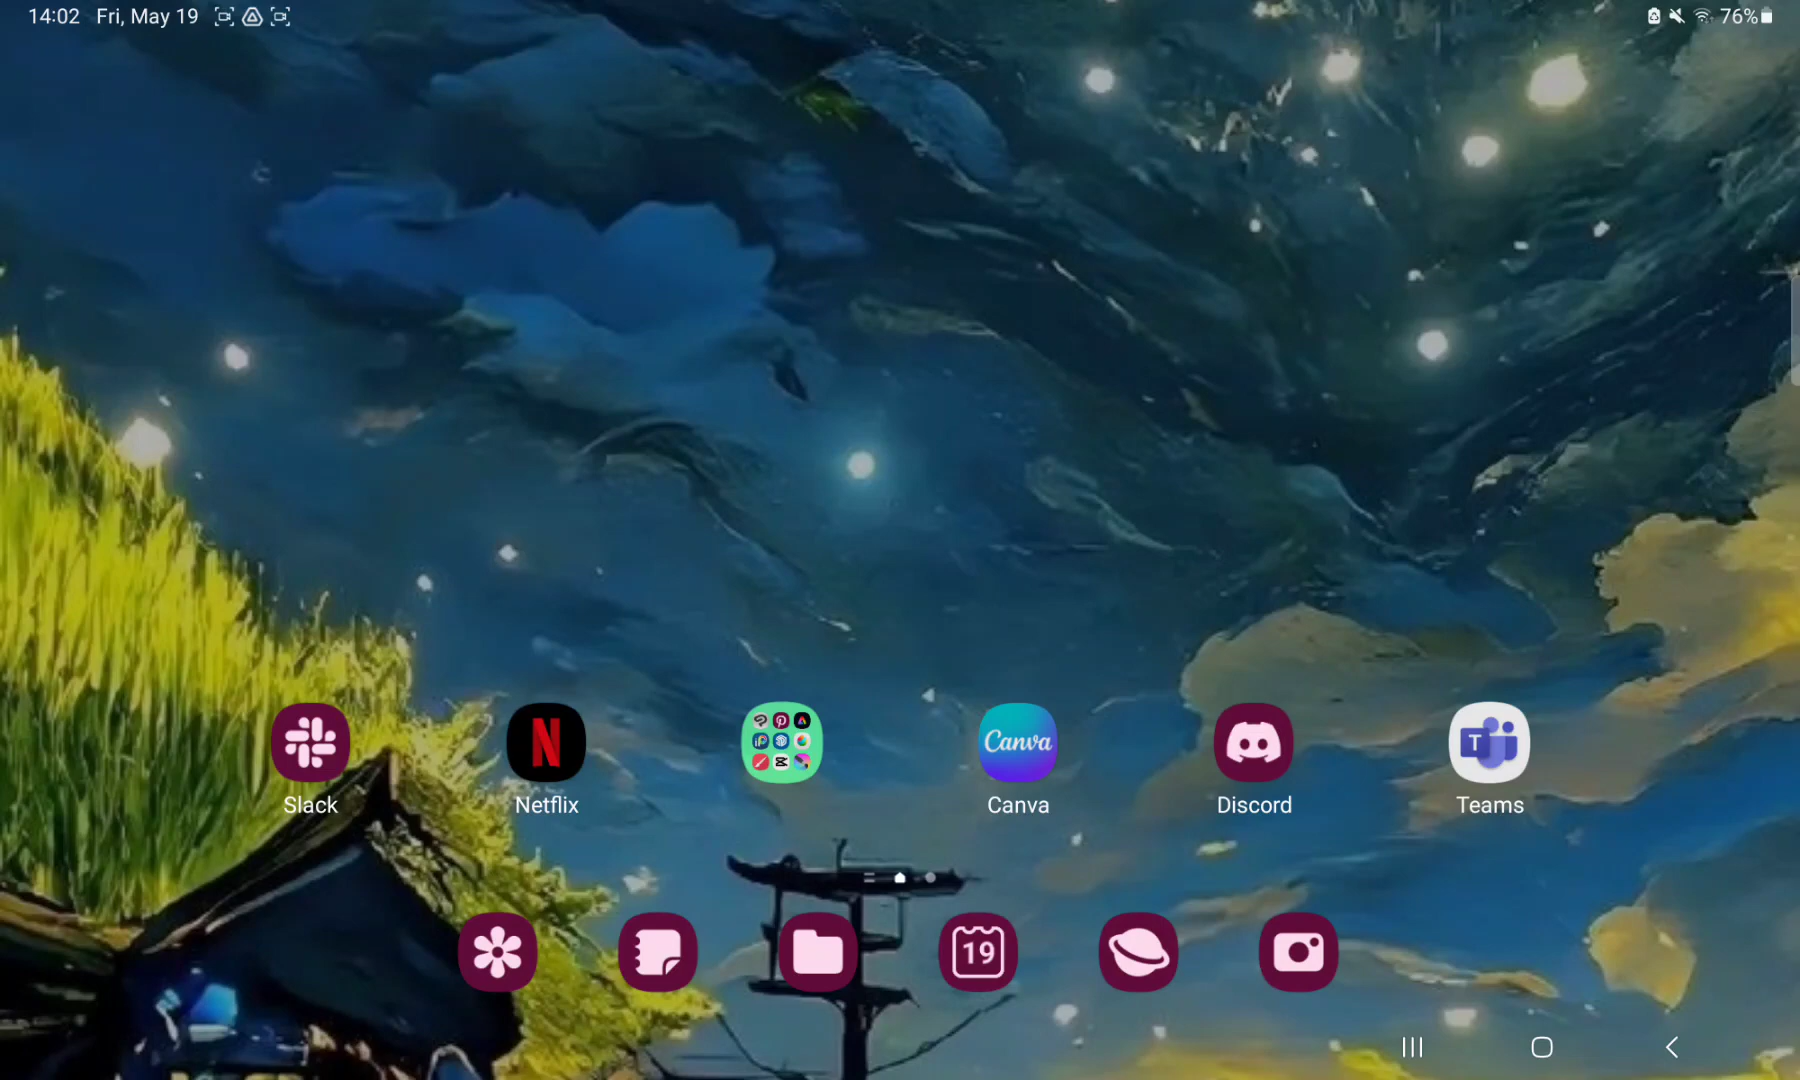 14:02 Fri, May 19
76%
Canva
T
Slack
Netflix
Canva
Discord
Teams
19